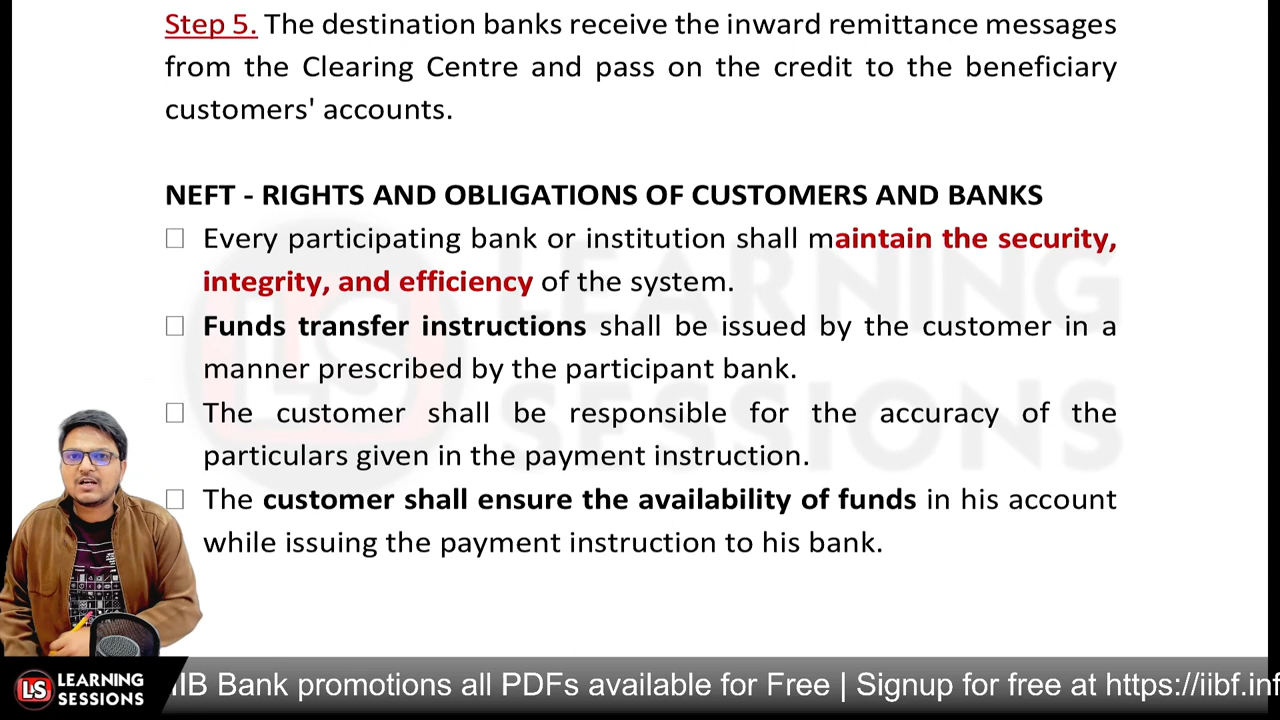 Step 5. The destination banks receive the inward remittance messages
from the Clearing Centre and pass on the credit to the beneficiary
customers' accounts.
NEFT - RIGHTS AND OBLIGATIONS OF CUSTOMERS AND BANKS
Every participating bank or institution shall maintain the security,
integrity, and efficiency of the system.
Funds transfer instructions shall be issued by the customer in a
manner prescribed by the participant bank.
The customer shall be responsible for the accuracy of the
particulars given in the payment instruction.
The customer shall ensure the availability of funds in his account
while issuing the payment instruction to his bank.
LS LEARNING SESSIONS
LS LEARNING
SESSIONS
IIB Bank promotions all PDFs available for Free | Signup for free at https://iibf.inf